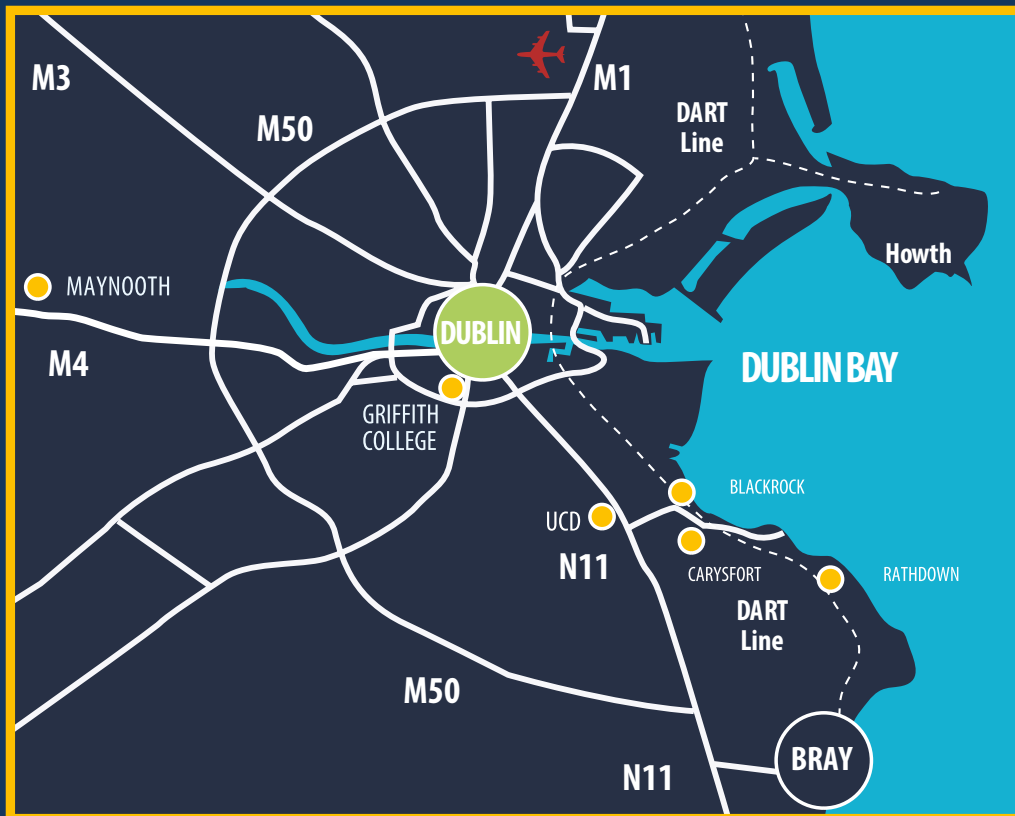 M3
M1
DART
Line
M50
Howth
MAYNOOTH
DUBLIN
M4
DUBLIN BAY
GRIFFITH
COLLEGE
BLACKROCK
UCD
N11
CARYSFORT
RATHDOWN
DART
Line
M50
BRAY
N11